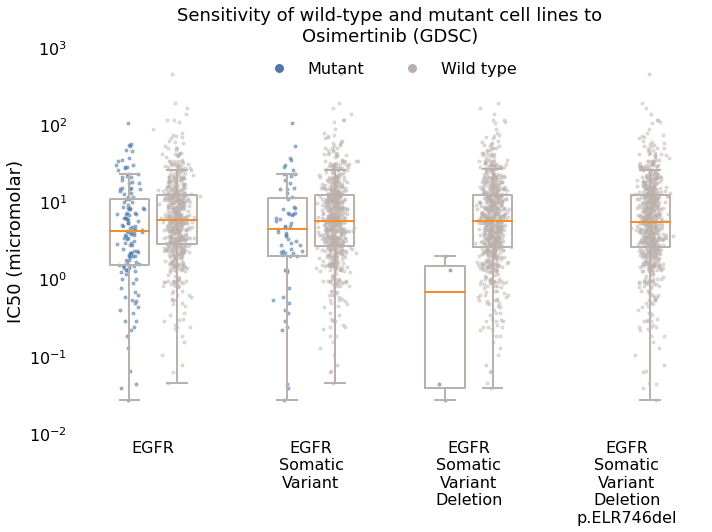 Sensitivity of wild-type and mutant cell lines to
Osimertinib (GDSC)
Mutant
Wild type
IC50 (micromolar)
10³
10²
10¹
10⁰
10⁻¹
10⁻²
EGFR
EGFR
Somatic
Variant
EGFR
Somatic
Variant
Deletion
EGFR
Somatic
Variant
Deletion
p.ELR746del